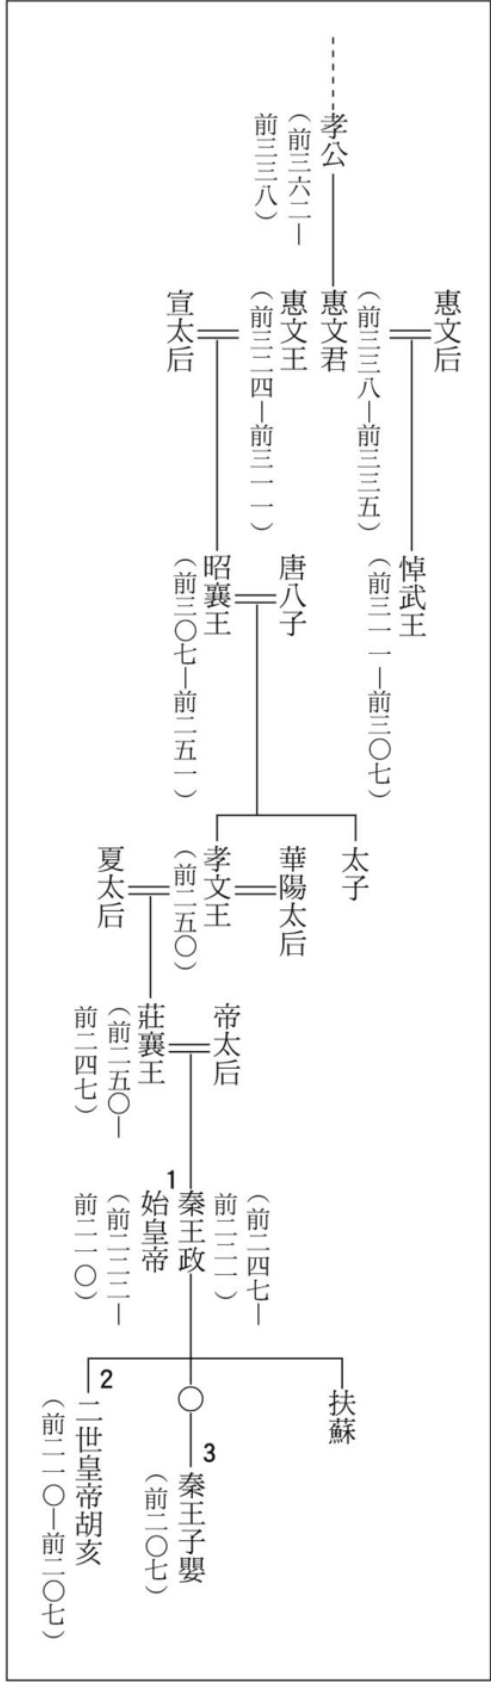 孝公
（前三六二—
前三三八）
惠文后
（前三三八—前三三五）
惠文君
惠文王
（前三二四—前三一一）
宣太后
悼武王
（前三一一—前三〇七）
唐八子
昭襄王
（前三〇七—前二五一）
太子
華陽太后
孝文王
（前二五〇）
夏太后
帝太后
莊襄王
（前二五〇—
前二四七）
（前二四七—
前二二一）
1
秦王政
始皇帝
（前二二二—
前二一〇）
扶蘇
〇
3
秦王子嬰
（前二〇七）
2
二世皇帝胡亥
（前二一〇—前二〇七）